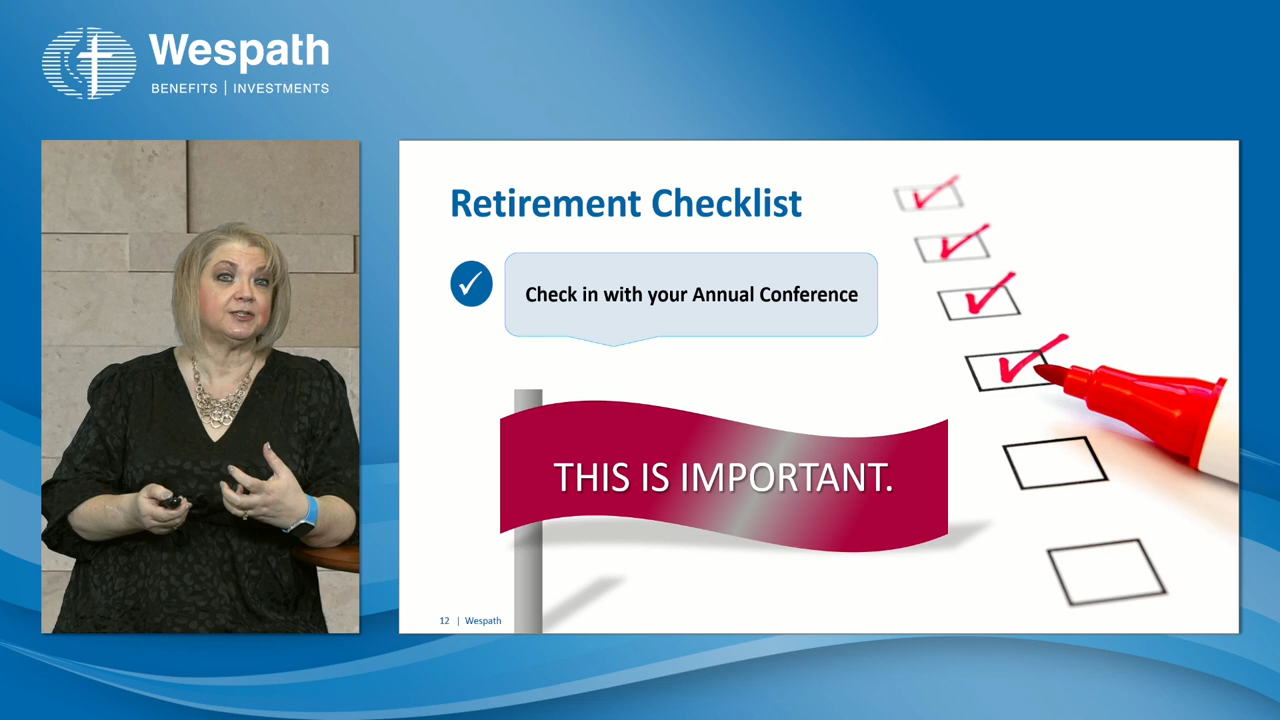 Wespath
BENEFITS | INVESTMENTS
Retirement Checklist
Check in with your Annual Conference
THIS IS IMPORTANT.
12 | Wespath